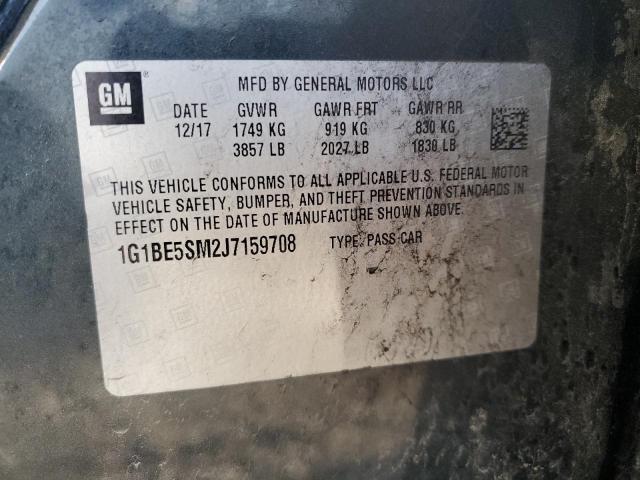 GM
MFD BY GENERAL MOTORS LLC
DATE GVWR GAWR FRT GAWR RR
12/17 1749 KG 919 KG 830 KG
3857 LB 2027 LB 1830 LB
THIS VEHICLE CONFORMS TO ALL APPLICABLE U.S. FEDERAL MOTOR
VEHICLE SAFETY, BUMPER, AND THEFT PREVENTION STANDARDS IN
EFFECT ON THE DATE OF MANUFACTURE SHOWN ABOVE.
1G1BE5SM2J7159708 TYPE: PASS CAR